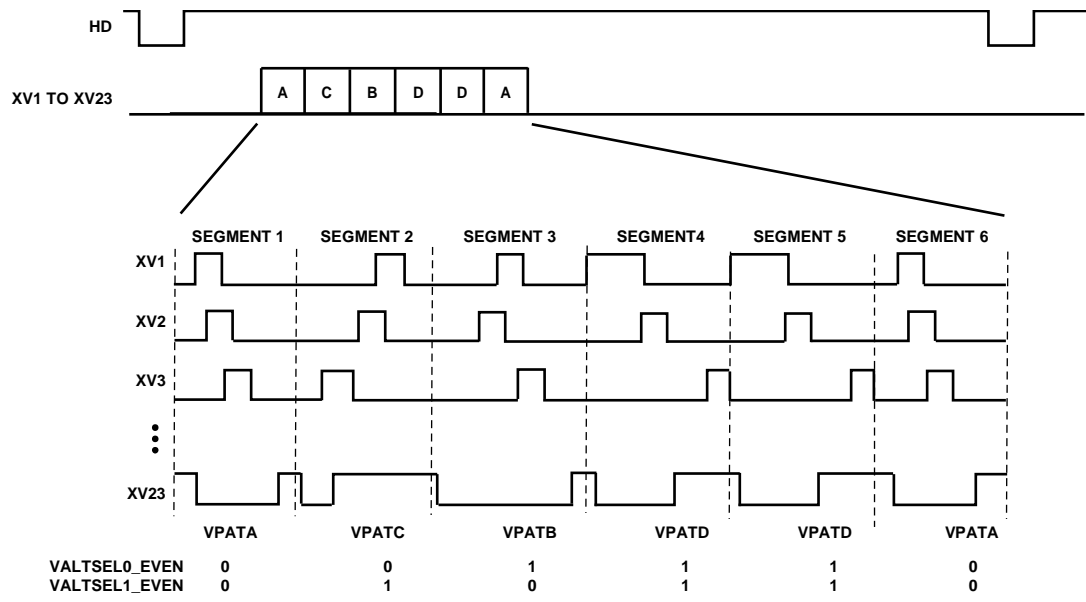 HD
XV1 TO XV23
A C B D D A
SEGMENT 1 SEGMENT 2 SEGMENT 3 SEGMENT4 SEGMENT 5 SEGMENT 6
XV1
XV2
XV3
XV23
VPATA VPATC VPATB VPATD VPATD VPATA
VALTSEL0_EVEN 0 0 1 1 1 0
VALTSEL1_EVEN 0 1 0 1 1 0